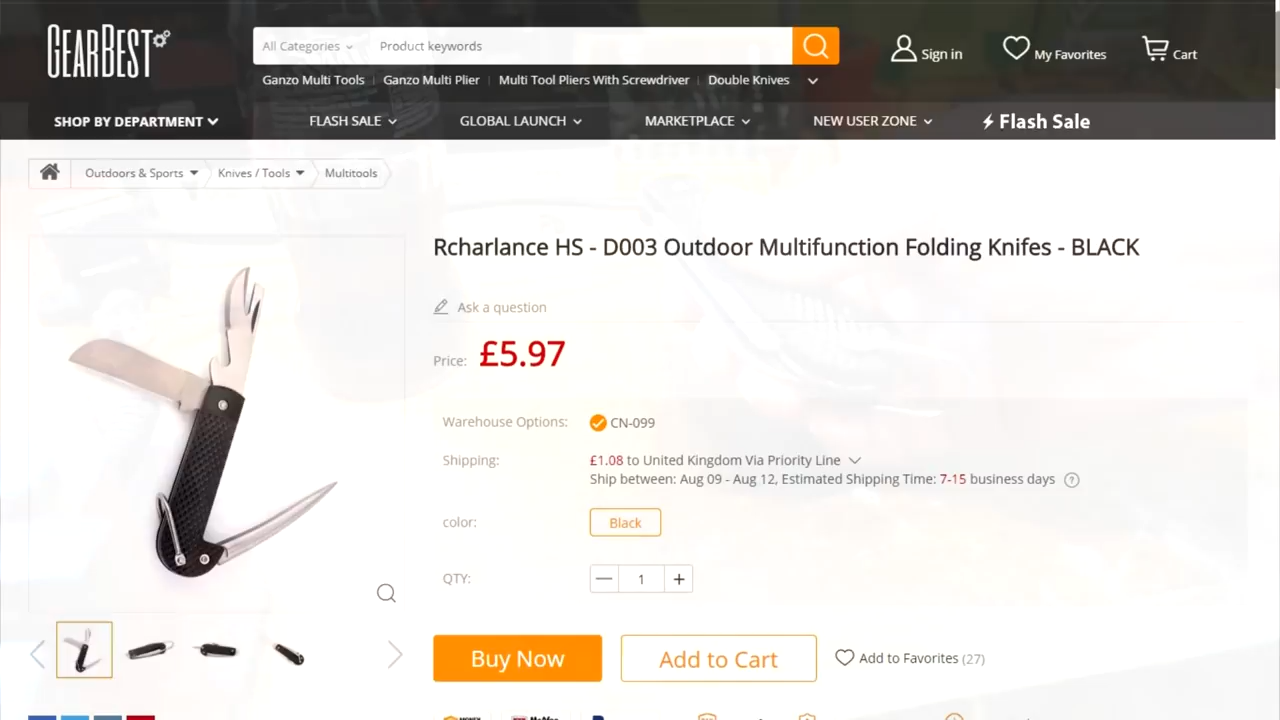 GEARBEST
All Categories
Product keywords
Sign in
My Favorites
Cart
Ganzo Multi Tools
Ganzo Multi Plier
Multi Tool Pliers With Screwdriver
Double Knives
SHOP BY DEPARTMENT
FLASH SALE
GLOBAL LAUNCH
MARKETPLACE
NEW USER ZONE
Flash Sale
Outdoors & Sports
Knives / Tools
Multitools
Rcharlance HS - D003 Outdoor Multifunction Folding Knifes - BLACK
Ask a question
Price: £5.97
Warehouse Options: CN-099
Shipping: £1.08 to United Kingdom Via Priority Line
Ship between: Aug 09 - Aug 12, Estimated Shipping Time: 7-15 business days ?
color: Black
QTY: 1
Buy Now
Add to Cart
Add to Favorites (27)